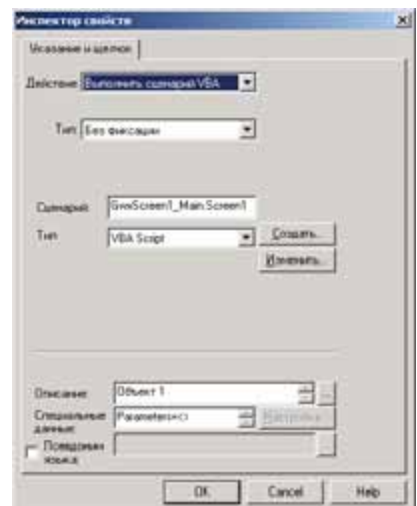 Инспектор свойств
Указание и щелчок
Действие Выполнить сценарий VBA
Тип Без фиксации
Сценарий GwxScreen1_Main.Screen1
Тип VBA Script Создать...
Изменить...
Описание Объект 1 ...
Специальные данные Parameters=<> Настройка...
Псевдоним языка
OK Cancel Help